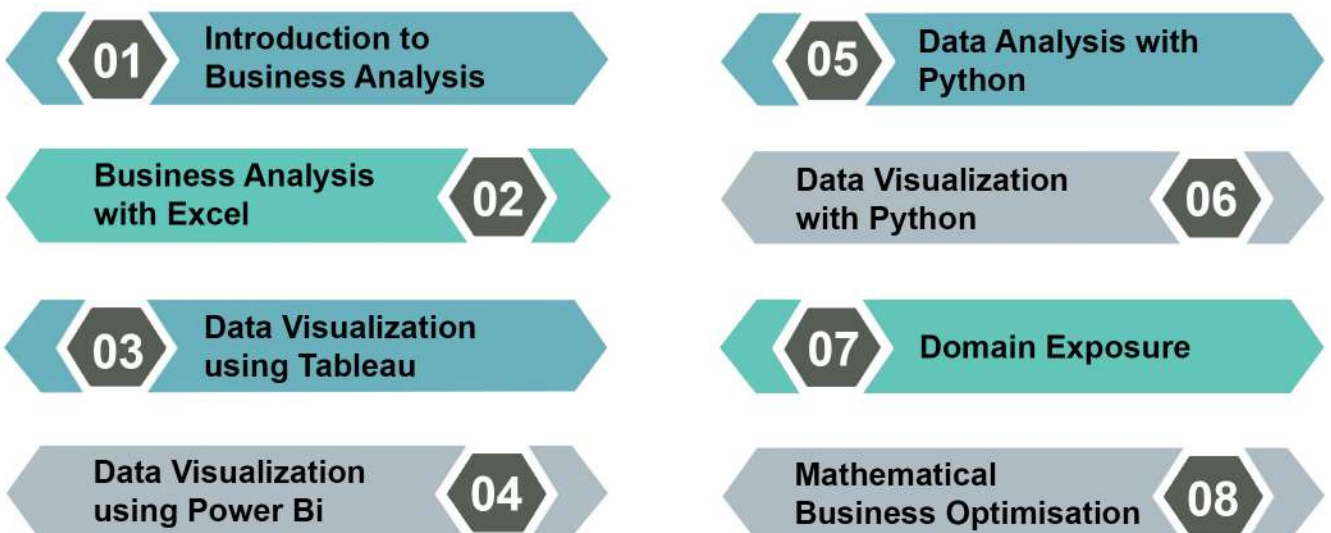 01
Introduction to
Business Analysis
Business Analysis
with Excel
02
03
Data Visualization
using Tableau
Data Visualization
using Power Bi
04
05
Data Analysis with
Python
Data Visualization
with Python
06
07
Domain Exposure
Mathematical
Business Optimisation
08